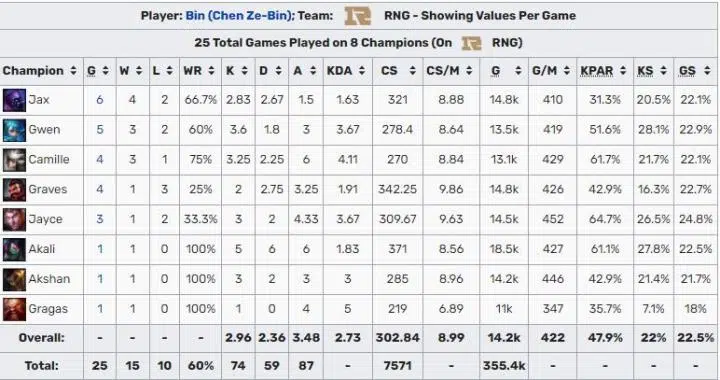 Player: Bin (Chen Ze-Bin); Team: RNG - Showing Values Per Game
25 Total Games Played on 8 Champions (On RNG)
Champion G W L WR K D A KDA CS CS/M G G/M KPAR KS GS
Jax 6 4 2 66.7% 2.83 2.67 1.5 1.63 321 8.88 14.8k 410 31.3% 20.5% 22.1%
Gwen 5 3 2 60% 3.6 1.8 3 3.67 278.4 8.64 13.5k 419 51.6% 28.1% 22.9%
Camille 4 3 1 75% 3.25 2.25 6 4.11 270 8.84 13.1k 429 61.7% 21.7% 22.1%
Graves 4 1 3 25% 2 2.75 3.25 1.91 342.25 9.86 14.8k 426 42.9% 16.3% 22.7%
Jayce 3 1 2 33.3% 3 2 4.33 3.67 309.67 9.63 14.5k 452 64.7% 26.5% 24.8%
Akali 1 1 0 100% 5 6 6 1.83 371 8.56 18.5k 427 61.1% 27.8% 22.5%
Akshan 1 1 0 100% 3 2 3 3 285 8.96 14.2k 446 42.9% 21.4% 21.7%
Gragas 1 1 0 100% 1 0 4 5 219 6.89 11k 347 35.7% 7.1% 18%
Overall: - - - - 2.96 2.36 3.48 2.73 302.84 8.99 14.2k 422 47.9% 22% 22.5%
Total: 25 15 10 60% 74 59 87 - 7571 355.4k - - - -